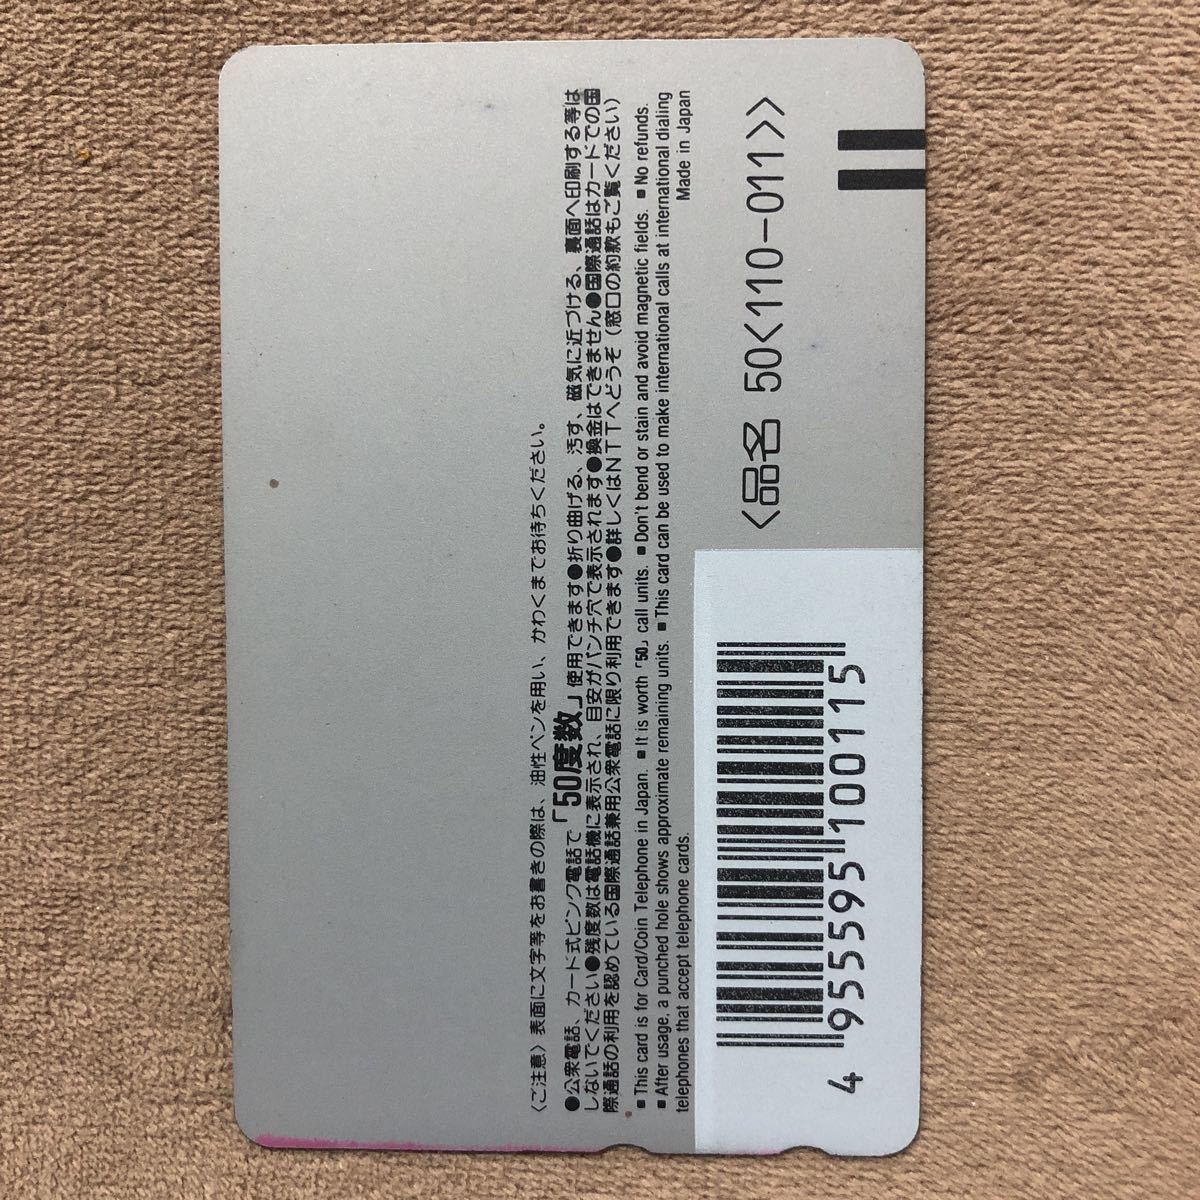 〈ご注意〉表面に文字等をお書きの際は、油性ペンを用い、かわくまでお待ちください。
●公衆電話、カード式ピンク電話で「50度数」使用できます●折り曲げる、汚す、磁気に近づける、裏面へ印刷する等は
しないでください●残度数は電話機に表示され、目安がパンチ穴で表示されます●換金はできません●国際通話はカードでの国
際通話の利用を認めている国際通話兼用公衆電話に限り利用できます●詳しくはNTTへどうぞ（窓口の約款もご覧ください）
■This card is for Card/Coin Telephone in Japan. ■It is worth「50」call units. ■Don't bend or stain and avoid magnetic fields. ■No refunds.
■After usage, a punched hole shows approximate remaining units. ■This card can be used to make international calls at international dialing
telephones that accept telephone cards.
Made in Japan
<品名 50<110-011>>
4 955595 100115